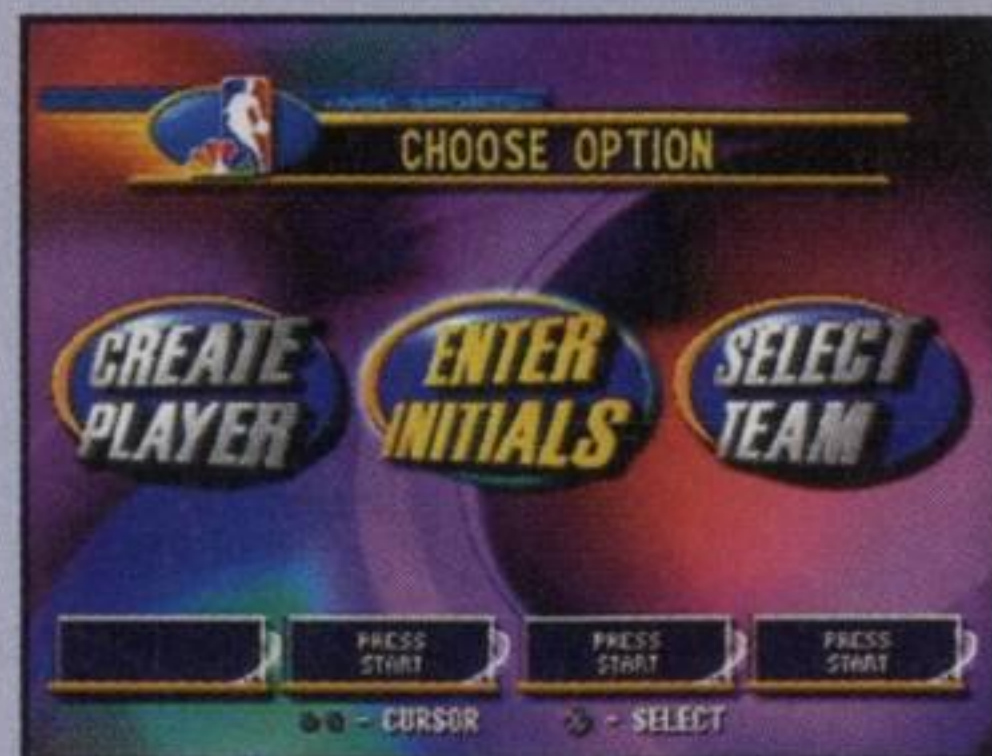 CHOOSE OPTION
CREATE
PLAYER
ENTER
INITIALS
SELECT
TEAM
PRESS
START
PRESS
START
PRESS
START
- CURSOR
- SELECT